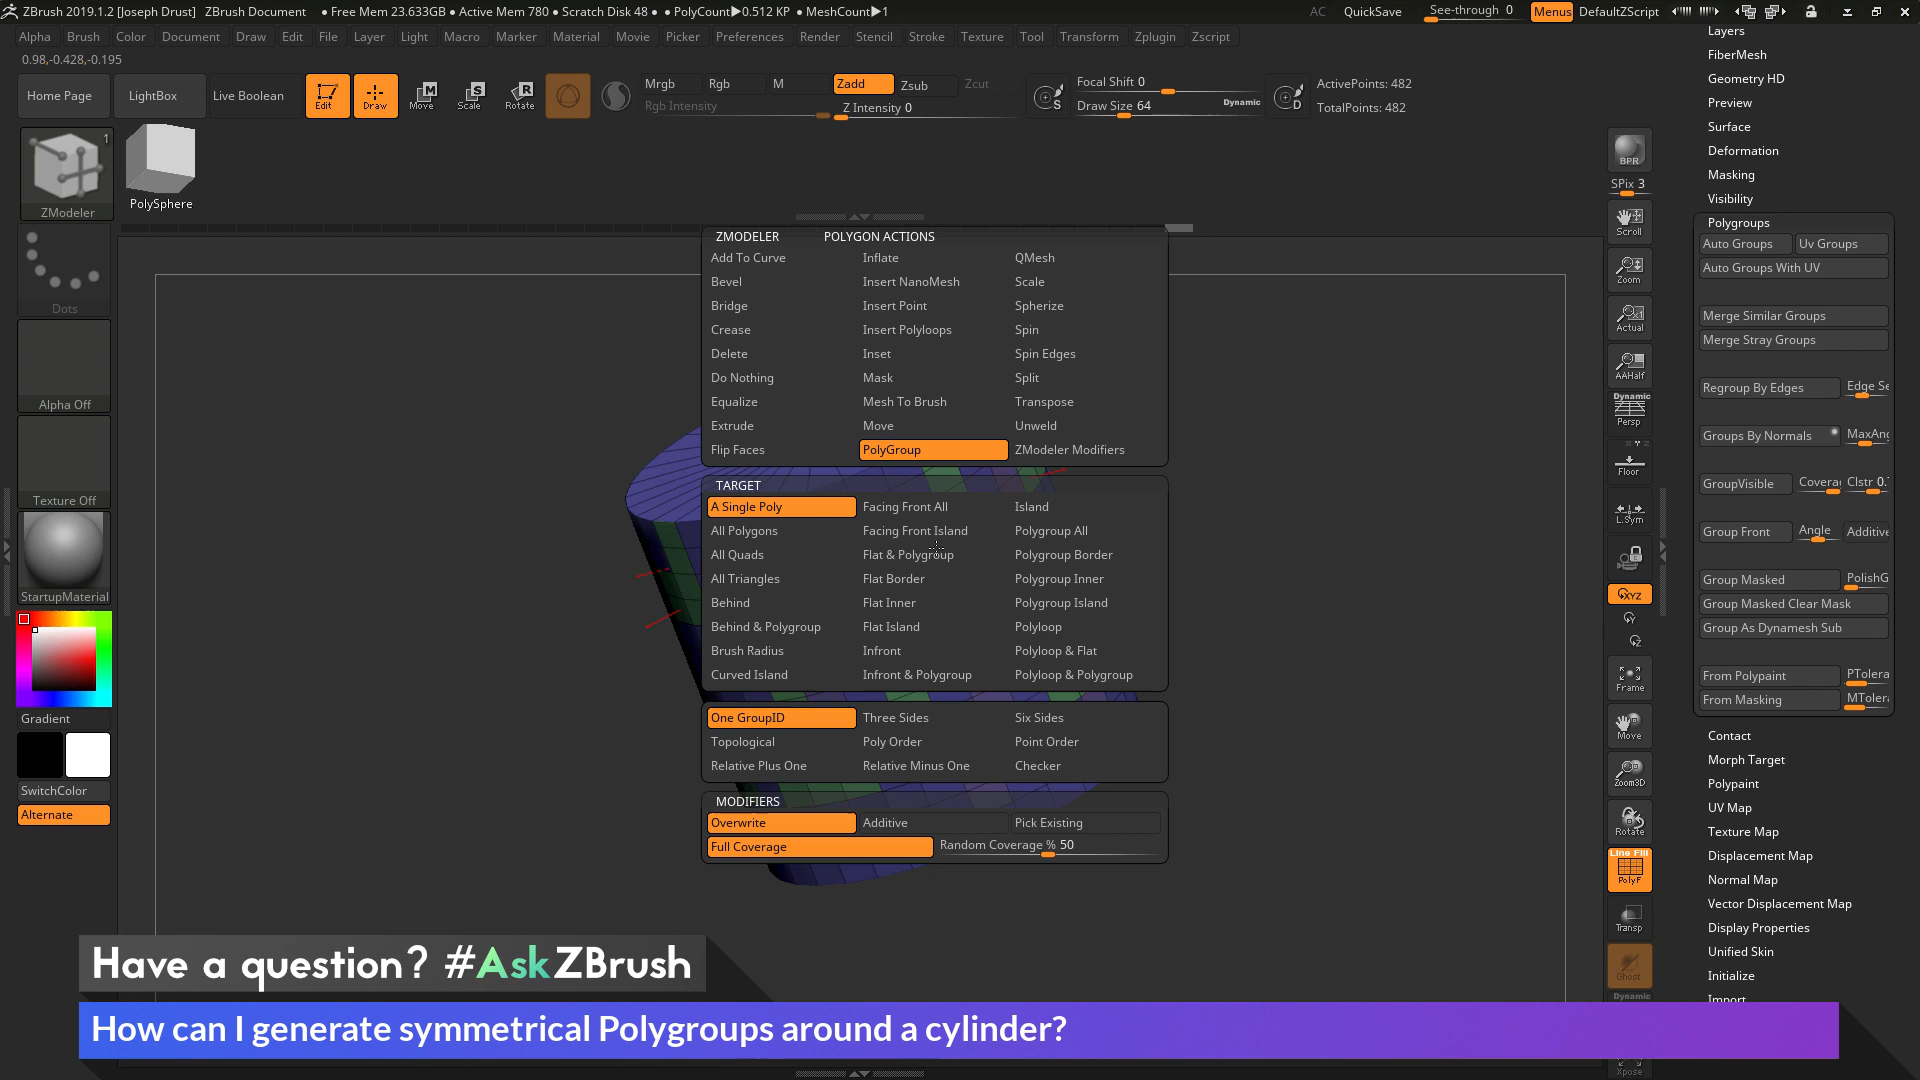 ZBrush 2019.1.2 [Joseph Drust] ZBrush Document • Free Mem 23.633GB • Active Mem 780 • Scratch Disk 48 • • PolyCount▶0.512 KP • MeshCount▶1 AC QuickSave See-through 0 Menus DefaultZScript
Alpha Brush Color Document Draw Edit File Layer Light Macro Marker Material Movie Picker Preferences Render Stencil Stroke Texture Tool Transform Zplugin Zscript
0.98,-0.428,-0.195
Home Page LightBox Live Boolean Edit Draw Move Scale Rotate
Mrgb Rgb M Zadd Zsub Zcut
Rgb Intensity Z Intensity 0
S Focal Shift 0
Draw Size 64 Dynamic D
ActivePoints: 482
TotalPoints: 482
1
ZModeler
PolySphere
Dots
Alpha Off
Texture Off
StartupMaterial
Gradient
SwitchColor
Alternate
ZMODELER POLYGON ACTIONS
Add To Curve Inflate QMesh
Bevel Insert NanoMesh Scale
Bridge Insert Point Spherize
Crease Insert Polyloops Spin
Delete Inset Spin Edges
Do Nothing Mask Split
Equalize Mesh To Brush Transpose
Extrude Move Unweld
Flip Faces PolyGroup ZModeler Modifiers
TARGET
A Single Poly Facing Front All Island
All Polygons Facing Front Island Polygroup All
All Quads Flat & Polygroup Polygroup Border
All Triangles Flat Border Polygroup Inner
Behind Flat Inner Polygroup Island
Behind & Polygroup Flat Island Polyloop
Brush Radius Infront Polyloop & Flat
Curved Island Infront & Polygroup Polyloop & Polygroup
One GroupID Three Sides Six Sides
Topological Poly Order Point Order
Relative Plus One Relative Minus One Checker
MODIFIERS
Overwrite Additive Pick Existing
Full Coverage Random Coverage % 50
BPR
SPix 3
Scroll
Zoom
Actual
AAHalf
Dynamic
Persp
Floor
L.Sym
XYZ
Y
Z
Frame
Move
Zoom3D
Rotate
Line Fill
PolyF
Transp
Ghost
Dynamic
Xpose
Layers
FiberMesh
Geometry HD
Preview
Surface
Deformation
Masking
Visibility
Polygroups
Auto Groups Uv Groups
Auto Groups With UV
Merge Similar Groups
Merge Stray Groups
Regroup By Edges Edge Se
Groups By Normals MaxAng
GroupVisible Covera Clstr 0.
Group Front Angle Additive
Group Masked PolishG
Group Masked Clear Mask
Group As Dynamesh Sub
From Polypaint PTolera
From Masking MTolera
Contact
Morph Target
Polypaint
UV Map
Texture Map
Displacement Map
Normal Map
Vector Displacement Map
Display Properties
Unified Skin
Initialize
Import
Have a question? #AskZBrush
How can I generate symmetrical Polygroups around a cylinder?